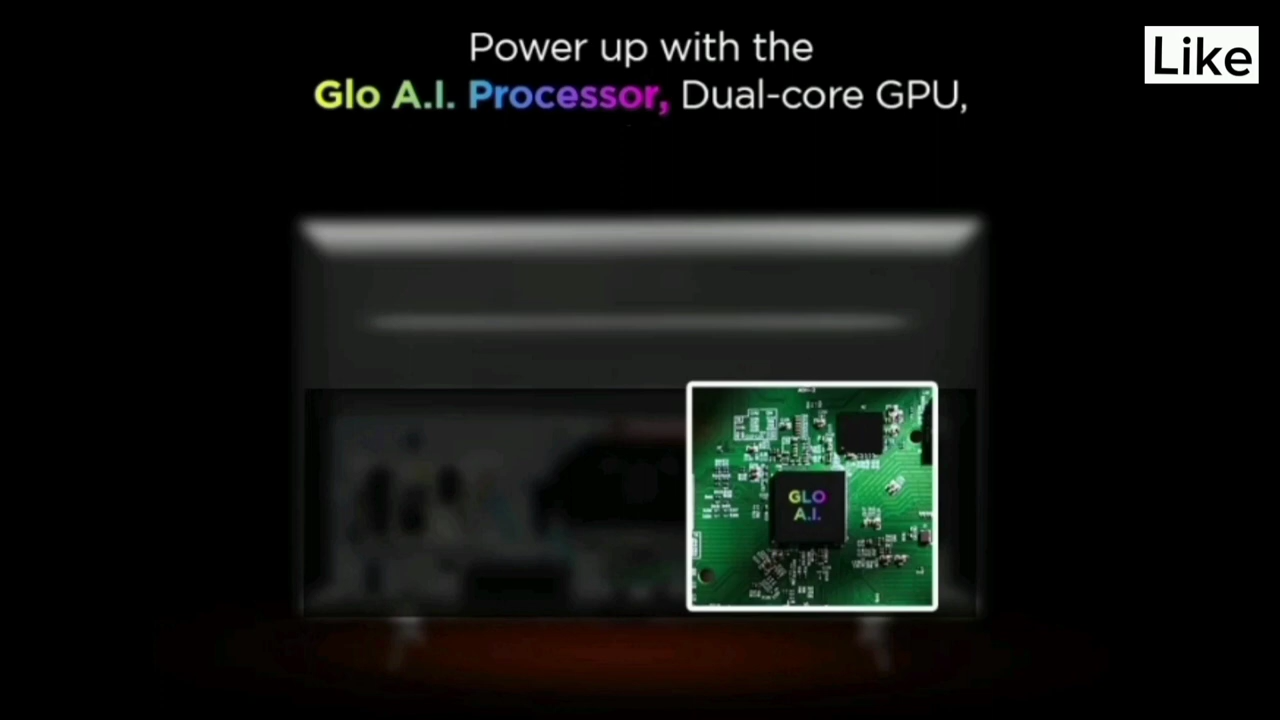 Power up with the
Like
Glo A.I. Processor, Dual-core GPU,
GLO
A.I.